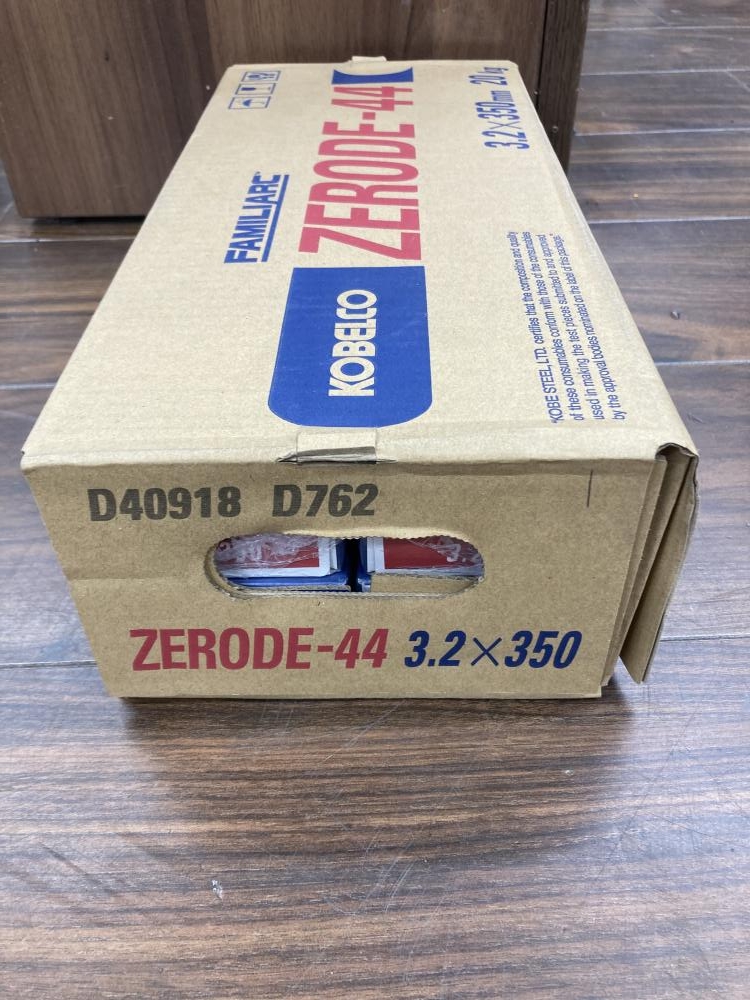 FAMILIARC™
ZERODE-44
3.2×350mm 20kg
KOBELCO
"KOBE STEEL, LTD. certifies that the composition and quality
of these consumables conform with those of the consumables
used in making the test pieces submitted to and approved
by the approval bodies nominated on the label of this package."
D40918 D762
ZERODE-44 3.2×350